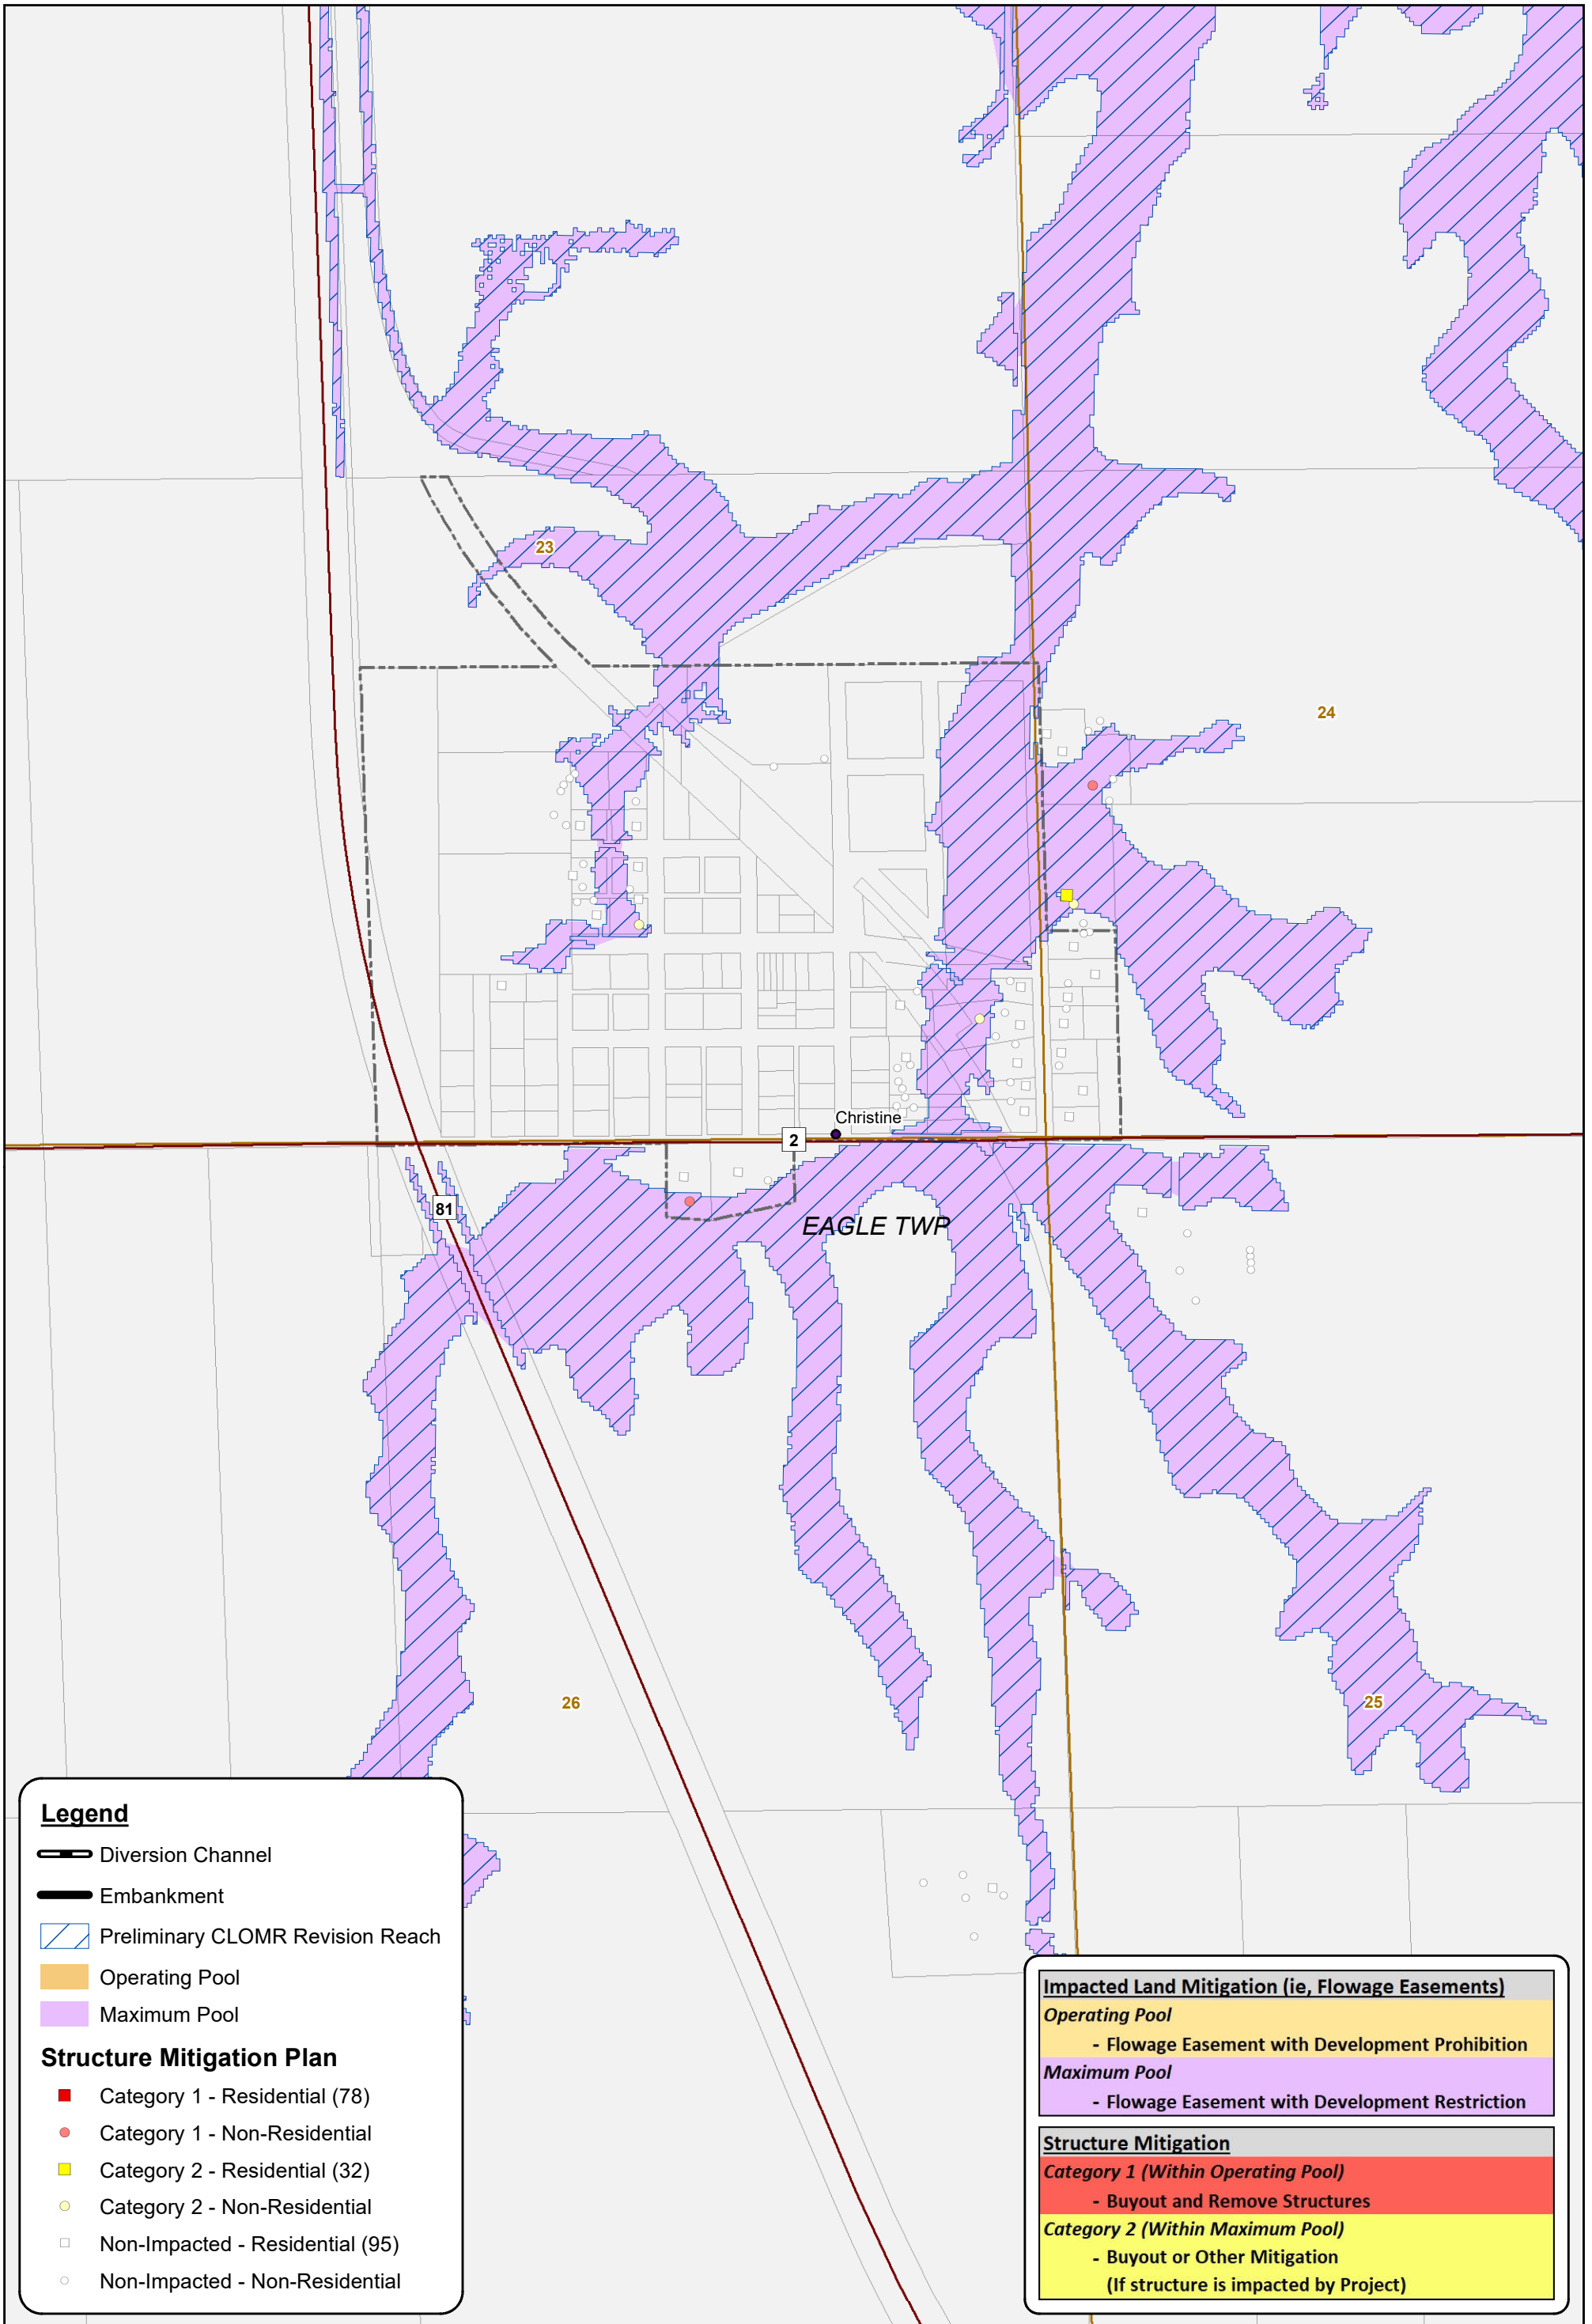 23
24
Christine
2
81
EAGLE TWP
26
25
Legend
Diversion Channel
Embankment
Preliminary CLOMR Revision Reach
Operating Pool
Maximum Pool
Structure Mitigation Plan
Category 1 - Residential (78)
Category 1 - Non-Residential
Category 2 - Residential (32)
Category 2 - Non-Residential
Non-Impacted - Residential (95)
Non-Impacted - Non-Residential
Impacted Land Mitigation (ie, Flowage Easements)
Operating Pool
- Flowage Easement with Development Prohibition
Maximum Pool
- Flowage Easement with Development Restriction
Structure Mitigation
Category 1 (Within Operating Pool)
- Buyout and Remove Structures
Category 2 (Within Maximum Pool)
- Buyout or Other Mitigation
(If structure is impacted by Project)